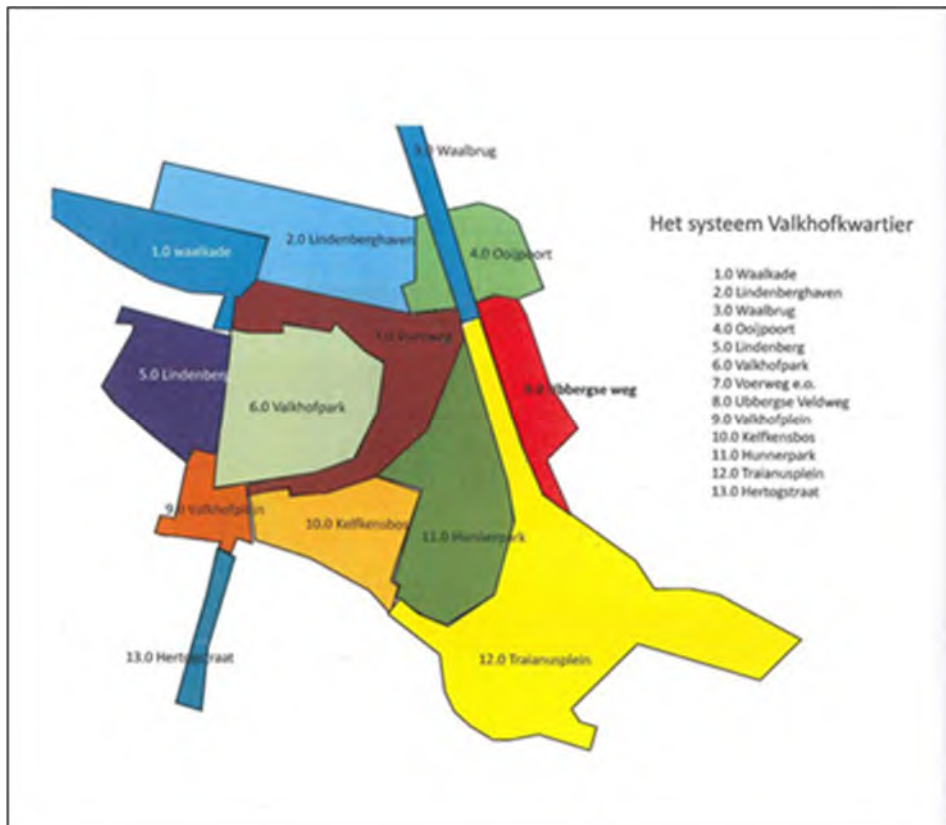 3.0 Waalbrug
Het systeem Valkhofkwartier
2.0 Lindenberghaven
1.0 waalkade
4.0 Ooijpoort
1.0 Waalkade
2.0 Lindenberghaven
3.0 Waalbrug
4.0 Ooijpoort
5.0 Lindenberg
6.0 Valkhofpark
7.0 Voerweg e.o.
8.0 Ubbergse Veldweg
9.0 Valkhofplein
10.0 Kelfkensbos
11.0 Hunnerpark
12.0 Traianusplein
13.0 Hertogstraat
7.0 Voerweg
5.0 Lindenberg
8.0 Ubbergse weg
6.0 Valkhofpark
9.0 Valkhofplein
10.0 Kelfkensbos
11.0 Hunnerpark
13.0 Hertogstraat
12.0 Traianusplein